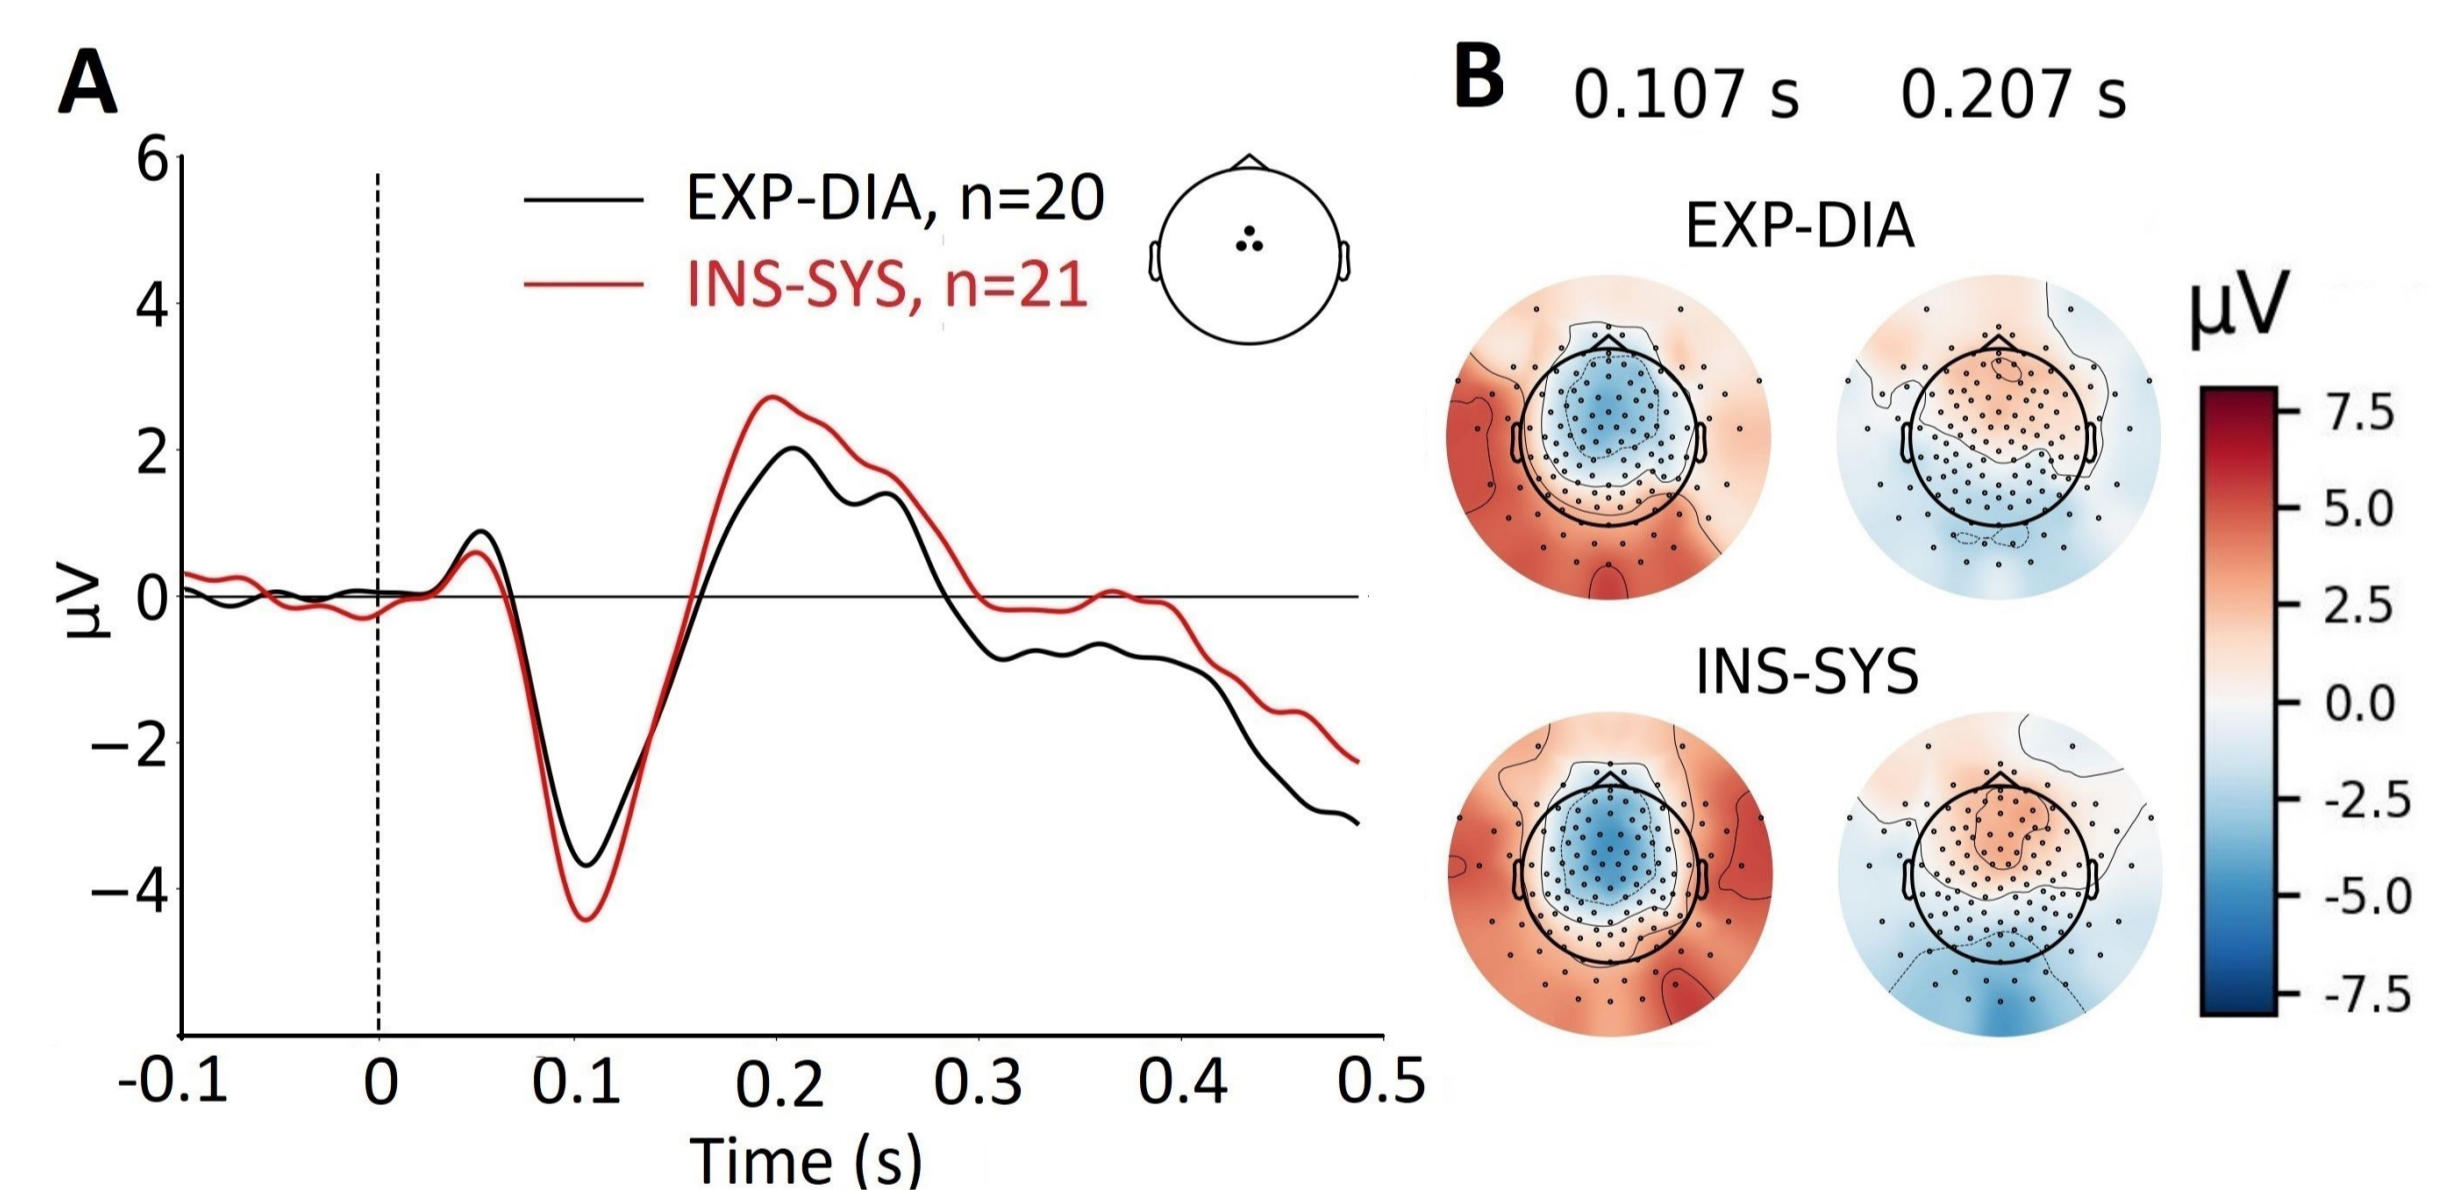 A
6
4
2
0
−2
−4
µV
EXP-DIA, n=20
INS-SYS, n=21
-0.1 0 0.1 0.2 0.3 0.4 0.5
Time (s)
B
0.107 s 0.207 s
EXP-DIA
INS-SYS
µV
7.5
5.0
2.5
0.0
-2.5
-5.0
-7.5